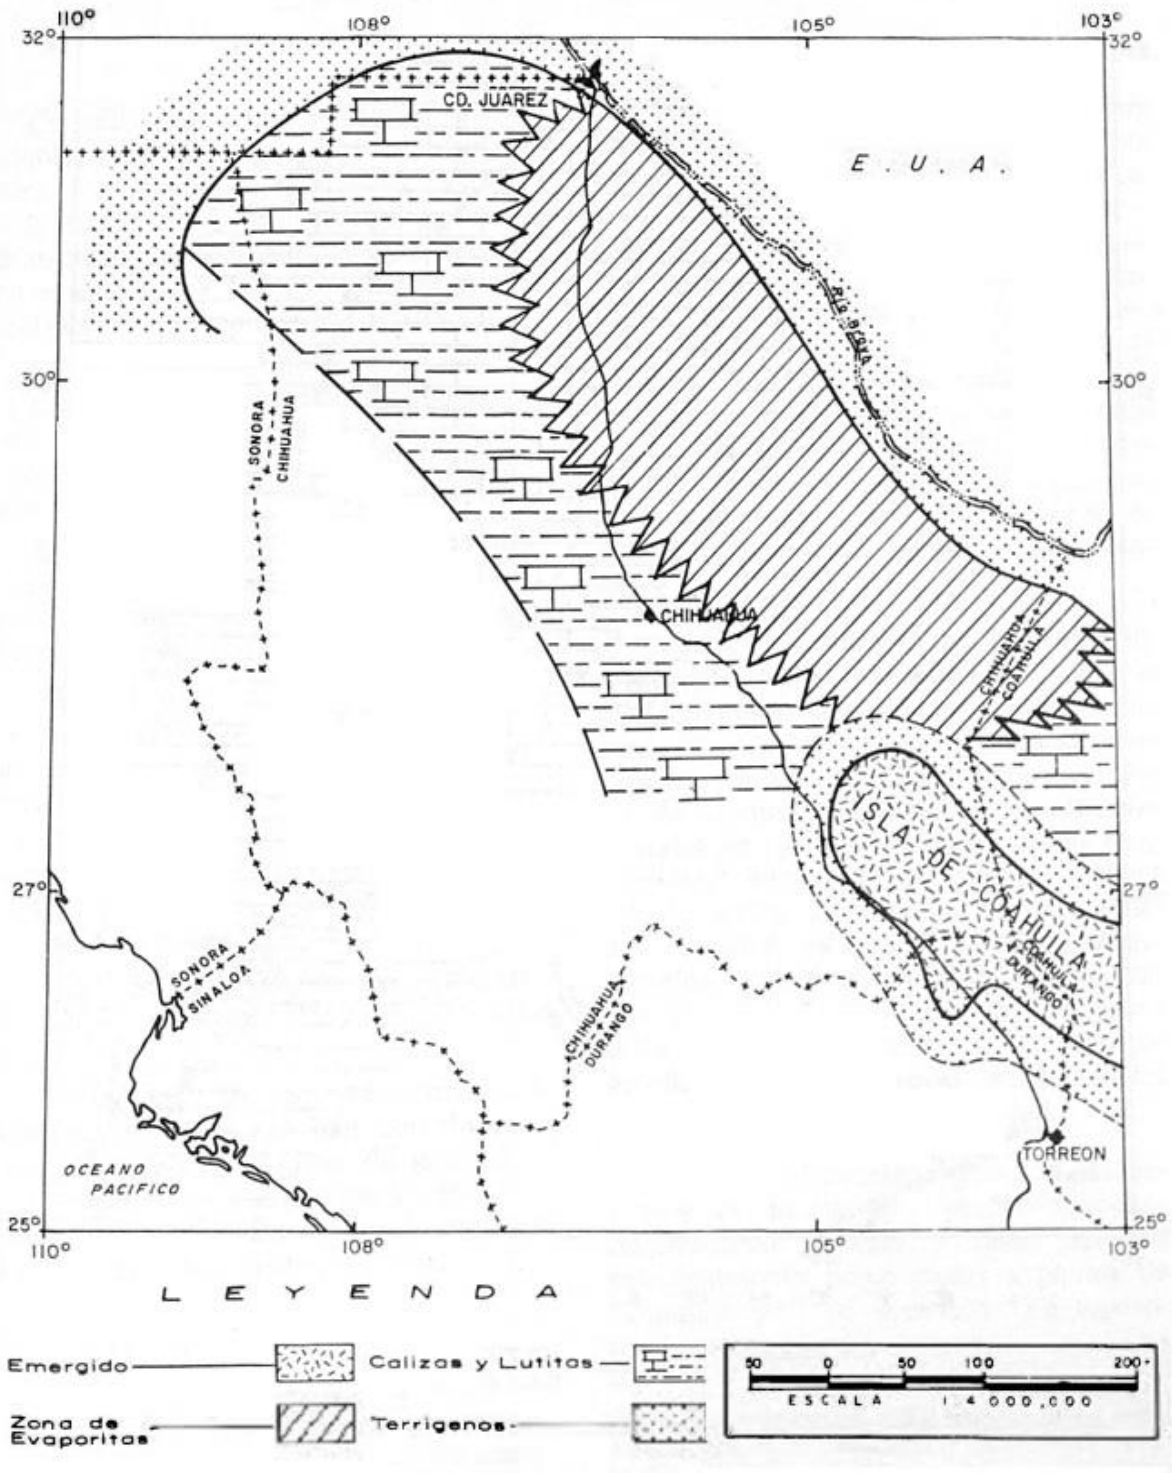 110° 108° 105° 103°
32° 32°
CD. JUAREZ
E U A.
Río Bravo
30° 30°
SONORA
CHIHUAHUA
CHIHUAHUA
CHIHUAHUA
COAHUILA
ISLA DE COAHUILA
27° 27°
SONORA
SINALOA
COAHUILA
DURANGO
CHIHUAHUA
DURANGO
TORREON
OCEANO
PACIFICO
25° 25°
110° 108° 105° 103°
LEYENDA
Emergido
Calizas y Lutitas
Zona de
Evaporitas
Terrigenos
50 0 50 100 200
ESCALA 1:4 000,000